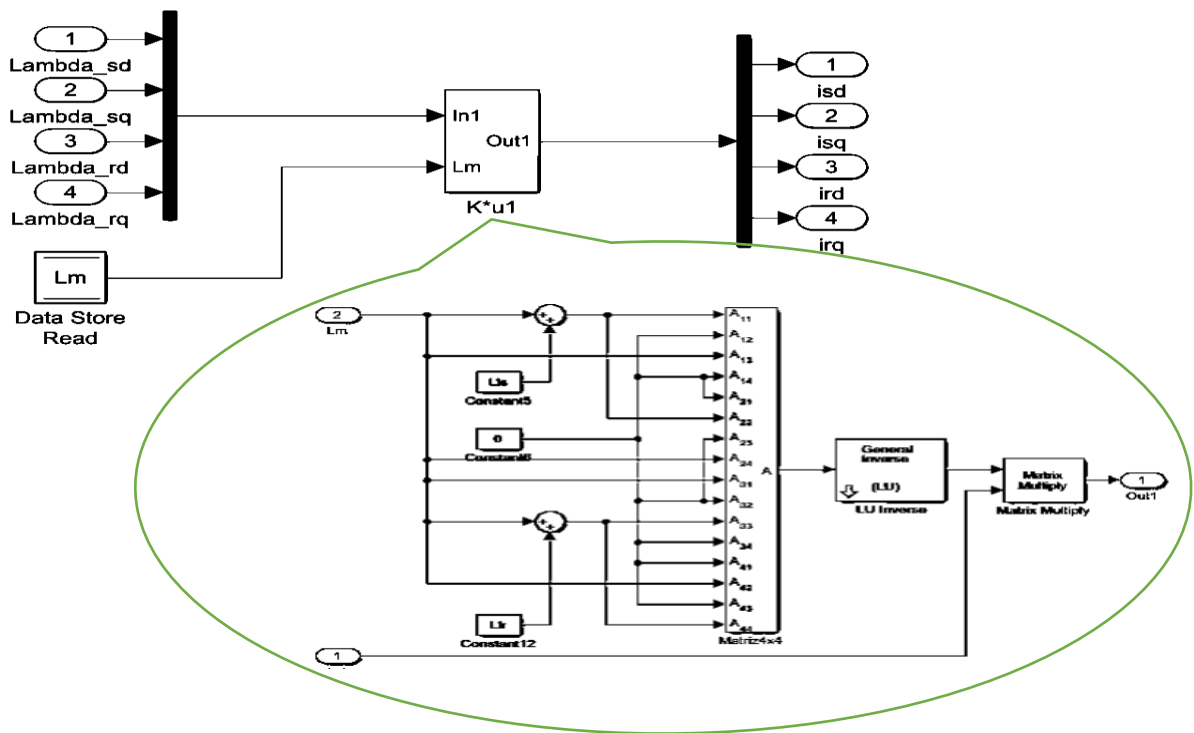 1
Lambda_sd
2
Lambda_sq
3
Lambda_rd
4
Lambda_rq
Lm
Data Store
Read
In1
Out1
Lm
K*u1
1
isd
2
isq
3
ird
4
irq
2
Lm
Lls
Constant5
0
Constant6
Llr
Constant12
1
A11
A12
A13
A14
A21
A22
A23
A24
A31
A32
A33
A34
A41
A42
A43
A44
A
Matriz4x4
General
Inverse
(LU)
LU Inverse
Matrix
Multiply
Matrix Multiply
1
Out1